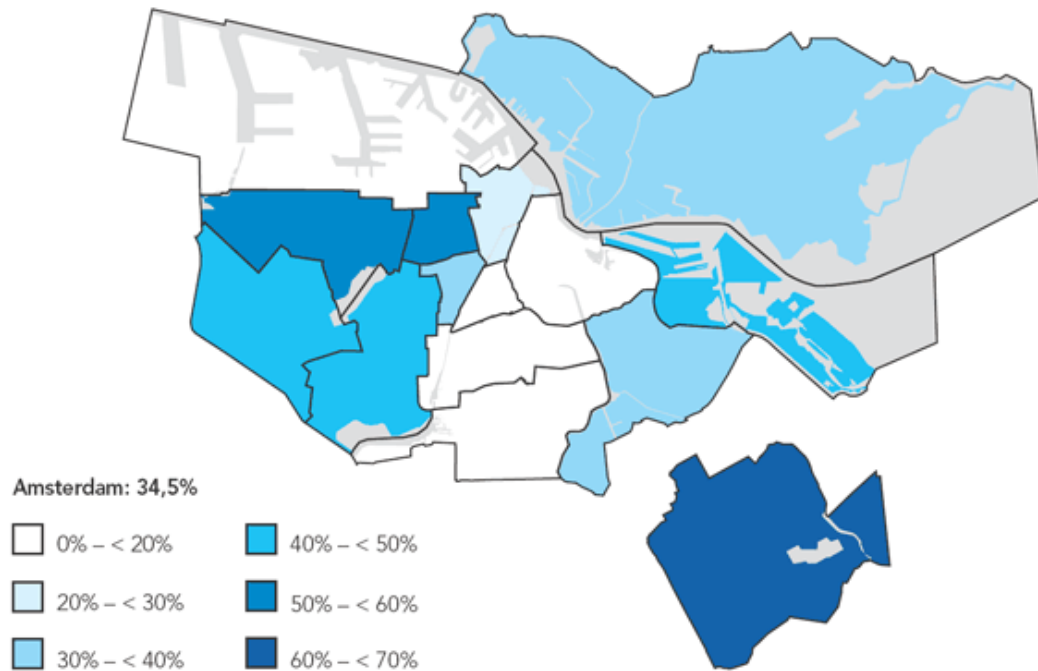 Amsterdam: 34,5%
0% – < 20%
40% – < 50%
20% – < 30%
50% – < 60%
30% – < 40%
60% – < 70%